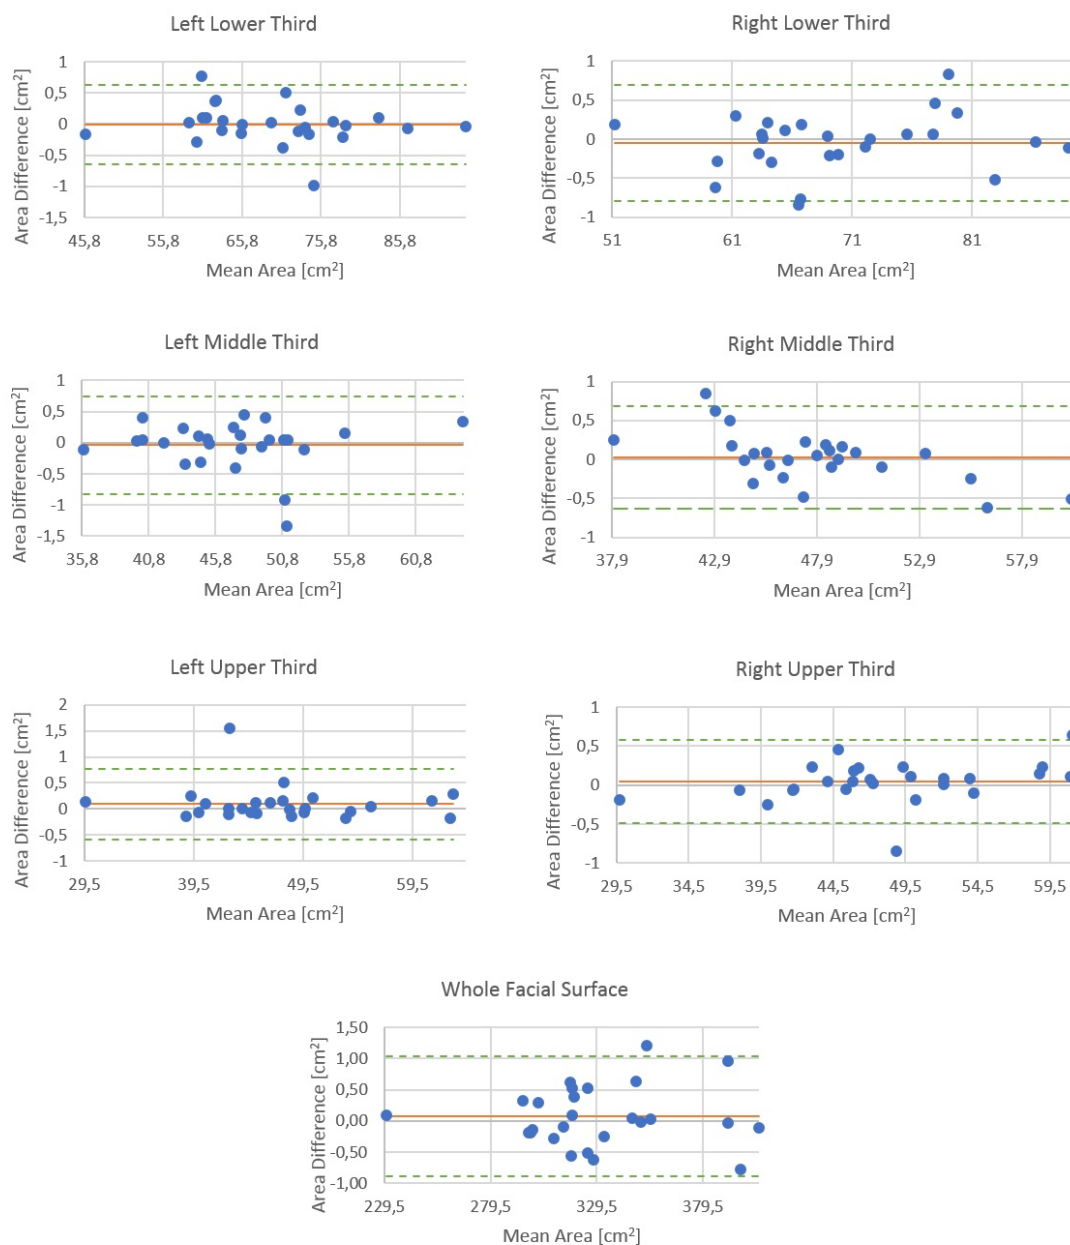 Left Lower Third
Area Difference [cm²]
1
0,5
0
-0,5
-1
-1,5
45,8 55,8 65,8 75,8 85,8
Mean Area [cm²]
Right Lower Third
Area Difference [cm²]
1
0,5
0
-0,5
-1
51 61 71 81
Mean Area [cm²]
Left Middle Third
Area Difference [cm²]
1
0,5
0
-0,5
-1
-1,5
35,8 40,8 45,8 50,8 55,8 60,8
Mean Area [cm²]
Right Middle Third
Area Difference [cm²]
1
0,5
0
-0,5
-1
37,9 42,9 47,9 52,9 57,9
Mean Area [cm²]
Left Upper Third
Area Difference [cm²]
2
1,5
1
0,5
0
-0,5
-1
29,5 39,5 49,5 59,5
Mean Area [cm²]
Right Upper Third
Area Difference [cm²]
1
0,5
0
-0,5
-1
29,5 34,5 39,5 44,5 49,5 54,5 59,5
Mean Area [cm²]
Whole Facial Surface
Area Difference [cm²]
1,50
1,00
0,50
0,00
-0,50
-1,00
229,5 279,5 329,5 379,5
Mean Area [cm²]